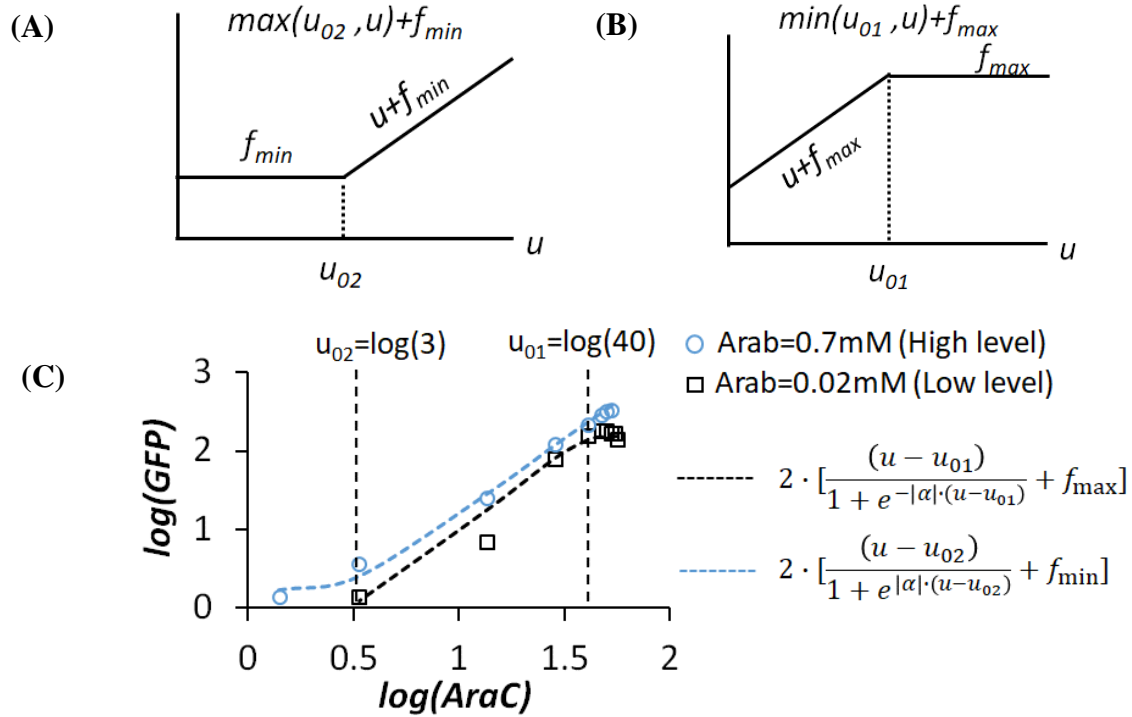 (A)
max(u02 ,u)+fmin
fmin
u+fmin
u
u02
(B)
min(u01 ,u)+fmax
fmax
u+fmax
u
u01
(C)
u02=log(3)
u01=log(40)
3
2
1
0
log(GFP)
0
0.5
1
1.5
2
log(AraC)
Arab=0.7mM (High level)
Arab=0.02mM (Low level)
2 · [(u − u01) / (1 + e^(−|α|·(u−u01))) + fmax]
2 · [(u − u02) / (1 + e^(|α|·(u−u02))) + fmin]